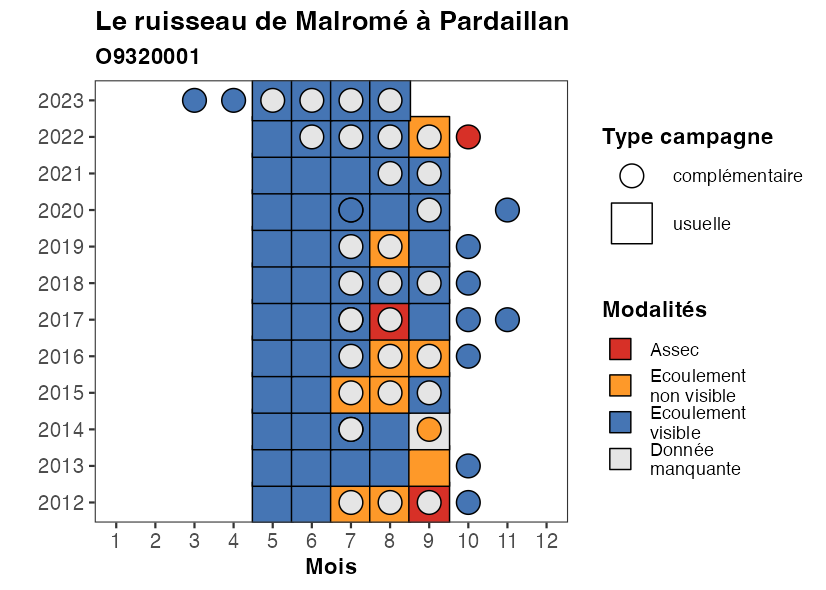 Le ruisseau de Malromé à Pardaillan
O9320001
2023
2022
2021
2020
2019
2018
2017
2016
2015
2014
2013
2012
1 2 3 4 5 6 7 8 9 10 11 12
Mois
Type campagne
complémentaire
usuelle
Modalités
Assec
Ecoulement
non visible
Ecoulement
visible
Donnée
manquante